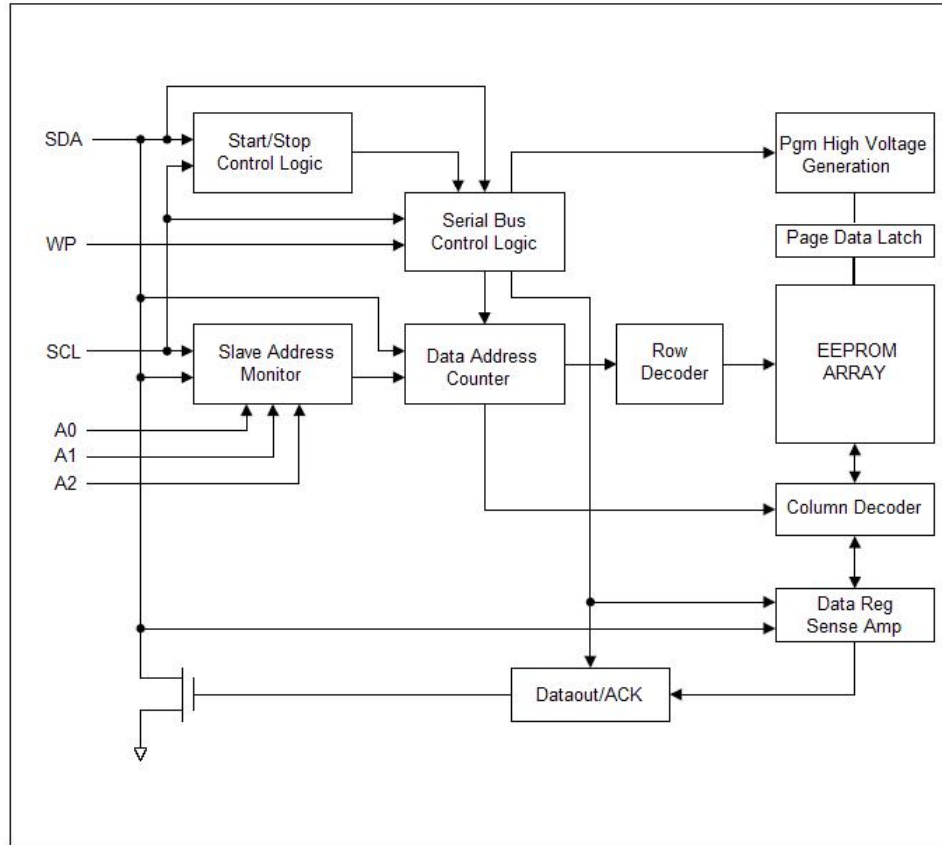 SDA
Start/Stop
Control Logic
Pgm High Voltage
Generation
WP
Serial Bus
Control Logic
Page Data Latch
SCL
Slave Address
Monitor
Data Address
Counter
Row
Decoder
EEPROM
ARRAY
A0
A1
A2
Column Decoder
Data Reg
Sense Amp
Dataout/ACK